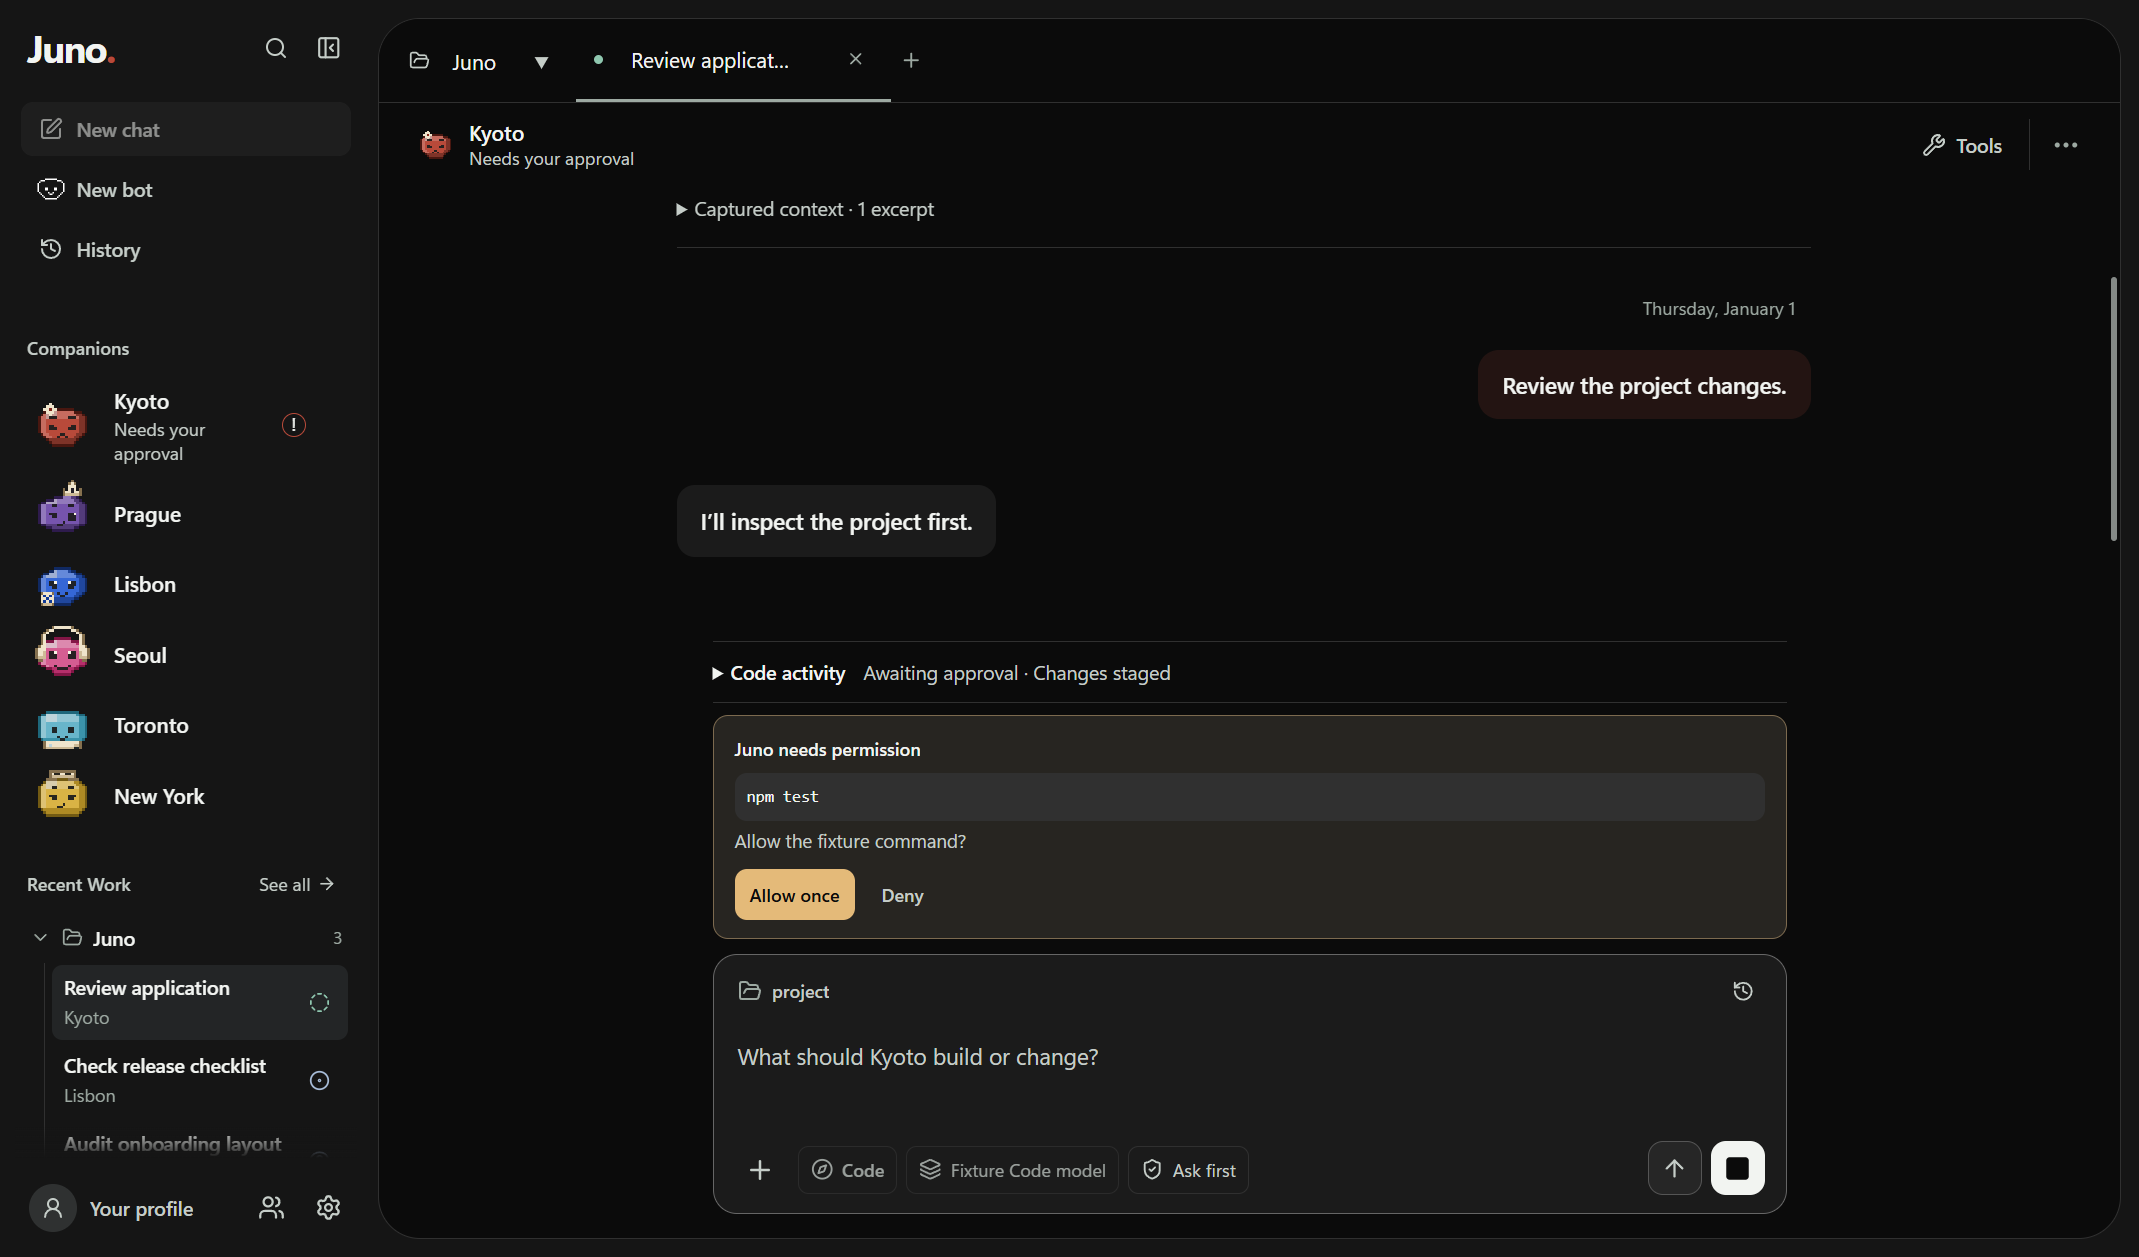 Juno.
New chat
New bot
History
Companions
Kyoto
Needs your
approval
Prague
Lisbon
Seoul
Toronto
New York
Recent Work
See all →
Juno
3
Review application
Kyoto
Check release checklist
Lisbon
Audit onboarding layout
Your profile
Juno
Review applicat...
Kyoto
Needs your approval
Tools
Captured context · 1 excerpt
Thursday, January 1
Review the project changes.
I’ll inspect the project first.
Code activity Awaiting approval · Changes staged
Juno needs permission
npm test
Allow the fixture command?
Allow once
Deny
project
What should Kyoto build or change?
Code
Fixture Code model
Ask first